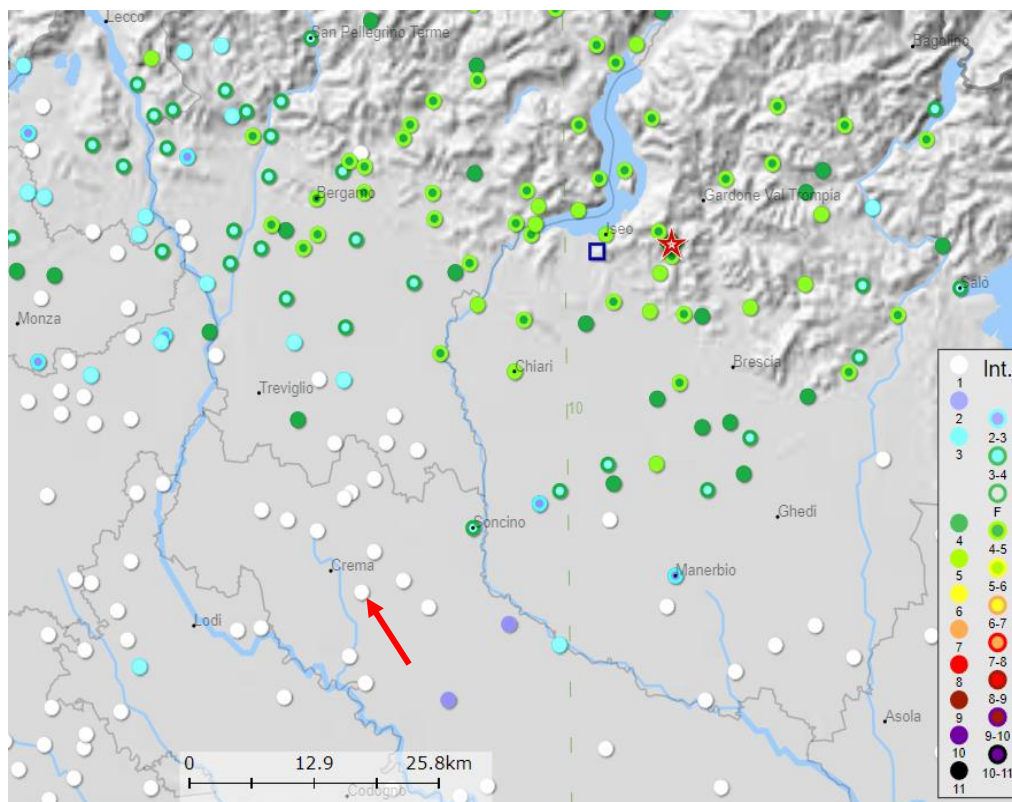 Lecco
San Pellegrino Terme
Bagolino
Bergamo
Gardone Val Trompia
Iseo
Salò
Monza
Chiari
Brescia
Treviglio
10
Soncino
Ghedi
Crema
Manerbio
Lodi
Asola
Codogno
0 12.9 25.8km
Int.
1
2 2-3
3 3-4
F
4 4-5
5 5-6
6 6-7
7 7-8
8 8-9
9 9-10
10 10-11
11